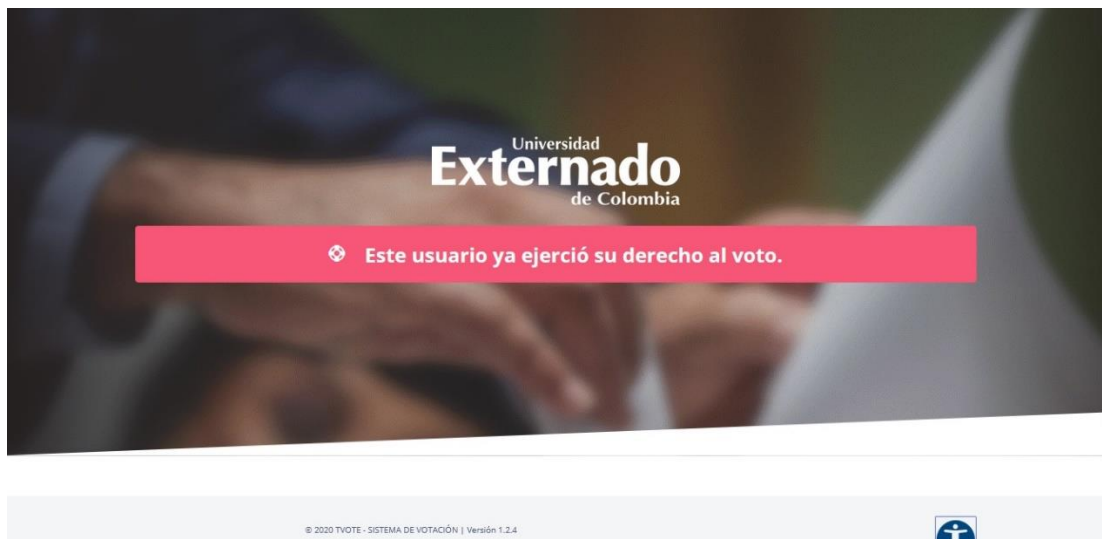 Universidad
Externado
de Colombia
Este usuario ya ejerció su derecho al voto.
© 2020 TVOTE - SISTEMA DE VOTACIÓN | Versión 1.2.4